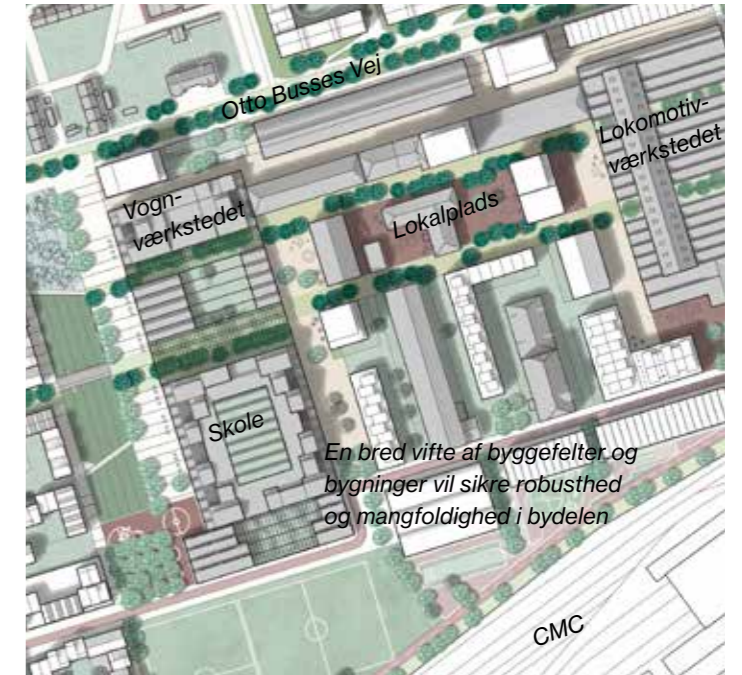 Otto Busses Vej
Lokomotiv-
værkstedet
Vogn-
værkstedet
Lokalplads
Skole
En bred vifte af byggefelter og
bygninger vil sikre robusthed
og mangfoldighed i bydelen
CMC